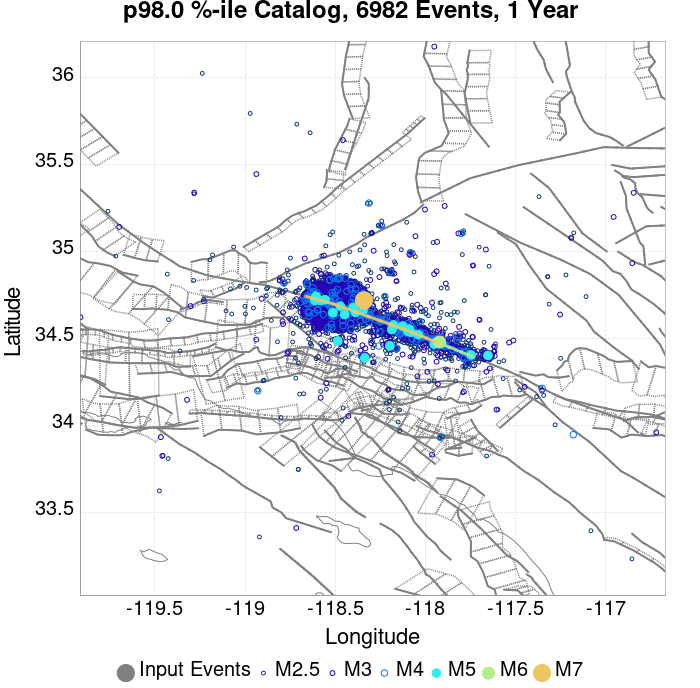 p98.0 %-ile Catalog, 6982 Events, 1 Year
36
35.5
35
34.5
34
33.5
Latitude
-119.5 -119 -118.5 -118 -117.5 -117
Longitude
Input Events M2.5 M3 M4 M5 M6 M7